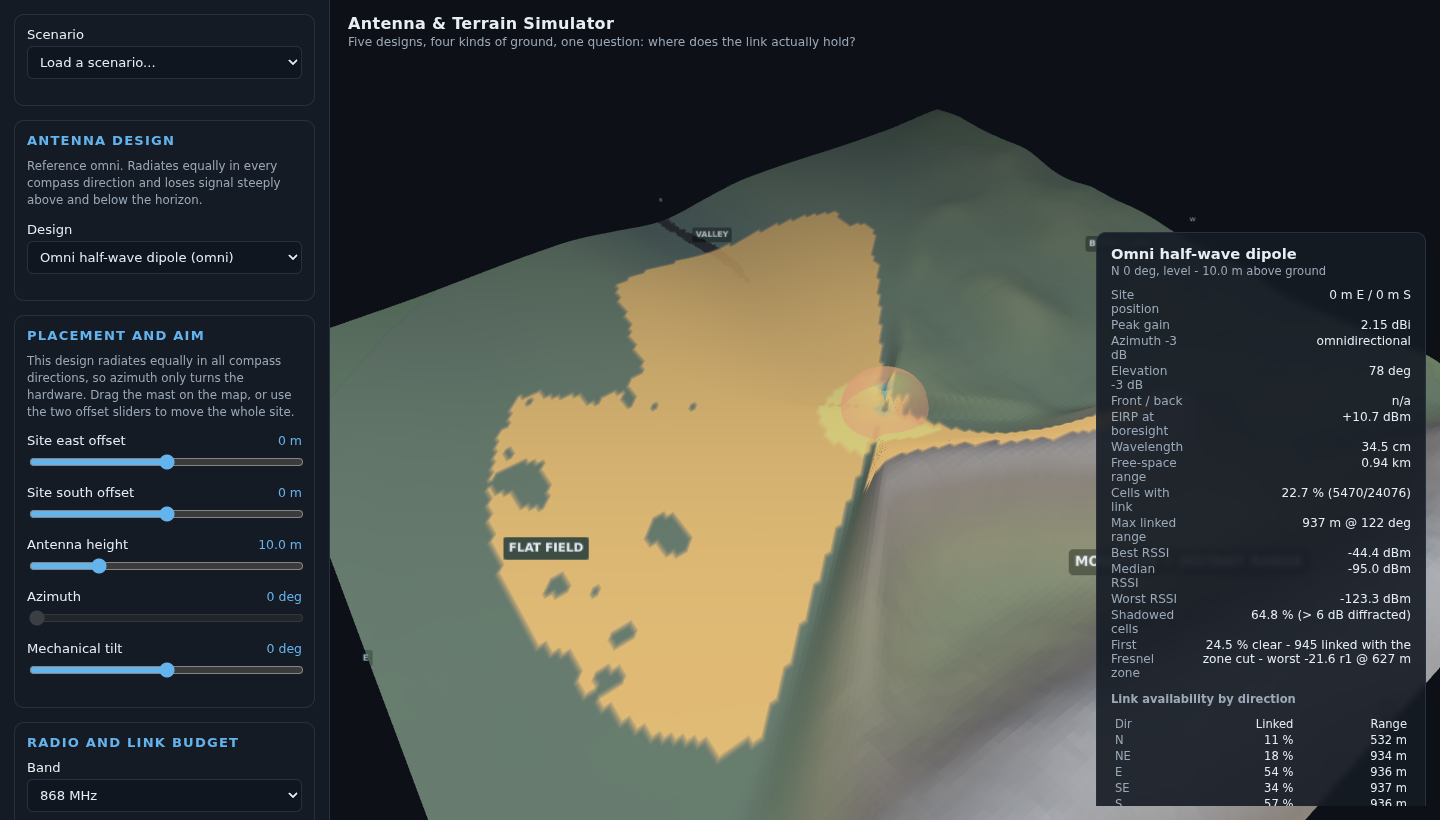 Scenario
Load a scenario...
ANTENNA DESIGN
Reference omni. Radiates equally in every
compass direction and loses signal steeply
above and below the horizon.
Design
Omni half-wave dipole (omni)
PLACEMENT AND AIM
This design radiates equally in all compass
directions, so azimuth only turns the
hardware. Drag the mast on the map, or use
the two offset sliders to move the whole site.
Site east offset 0 m
Site south offset 0 m
Antenna height 10.0 m
Azimuth 0 deg
Mechanical tilt 0 deg
RADIO AND LINK BUDGET
Band
868 MHz
Antenna & Terrain Simulator
Five designs, four kinds of ground, one question: where does the link actually hold?
VALLEY
W
B
FLAT FIELD
MO
E
Omni half-wave dipole
N 0 deg, level - 10.0 m above ground
Site position 0 m E / 0 m S
Peak gain 2.15 dBi
Azimuth -3 dB omnidirectional
Elevation -3 dB 78 deg
Front / back n/a
EIRP at boresight +10.7 dBm
Wavelength 34.5 cm
Free-space range 0.94 km
Cells with link 22.7 % (5470/24076)
Max linked range 937 m @ 122 deg
Best RSSI -44.4 dBm
Median RSSI -95.0 dBm
Worst RSSI -123.3 dBm
Shadowed cells 64.8 % (> 6 dB diffracted)
First Fresnel zone 24.5 % clear - 945 linked with the
zone cut - worst -21.6 r1 @ 627 m
Link availability by direction
Dir Linked Range
N 11 % 532 m
NE 18 % 934 m
E 54 % 936 m
SE 34 % 937 m
S 57 % 936 m